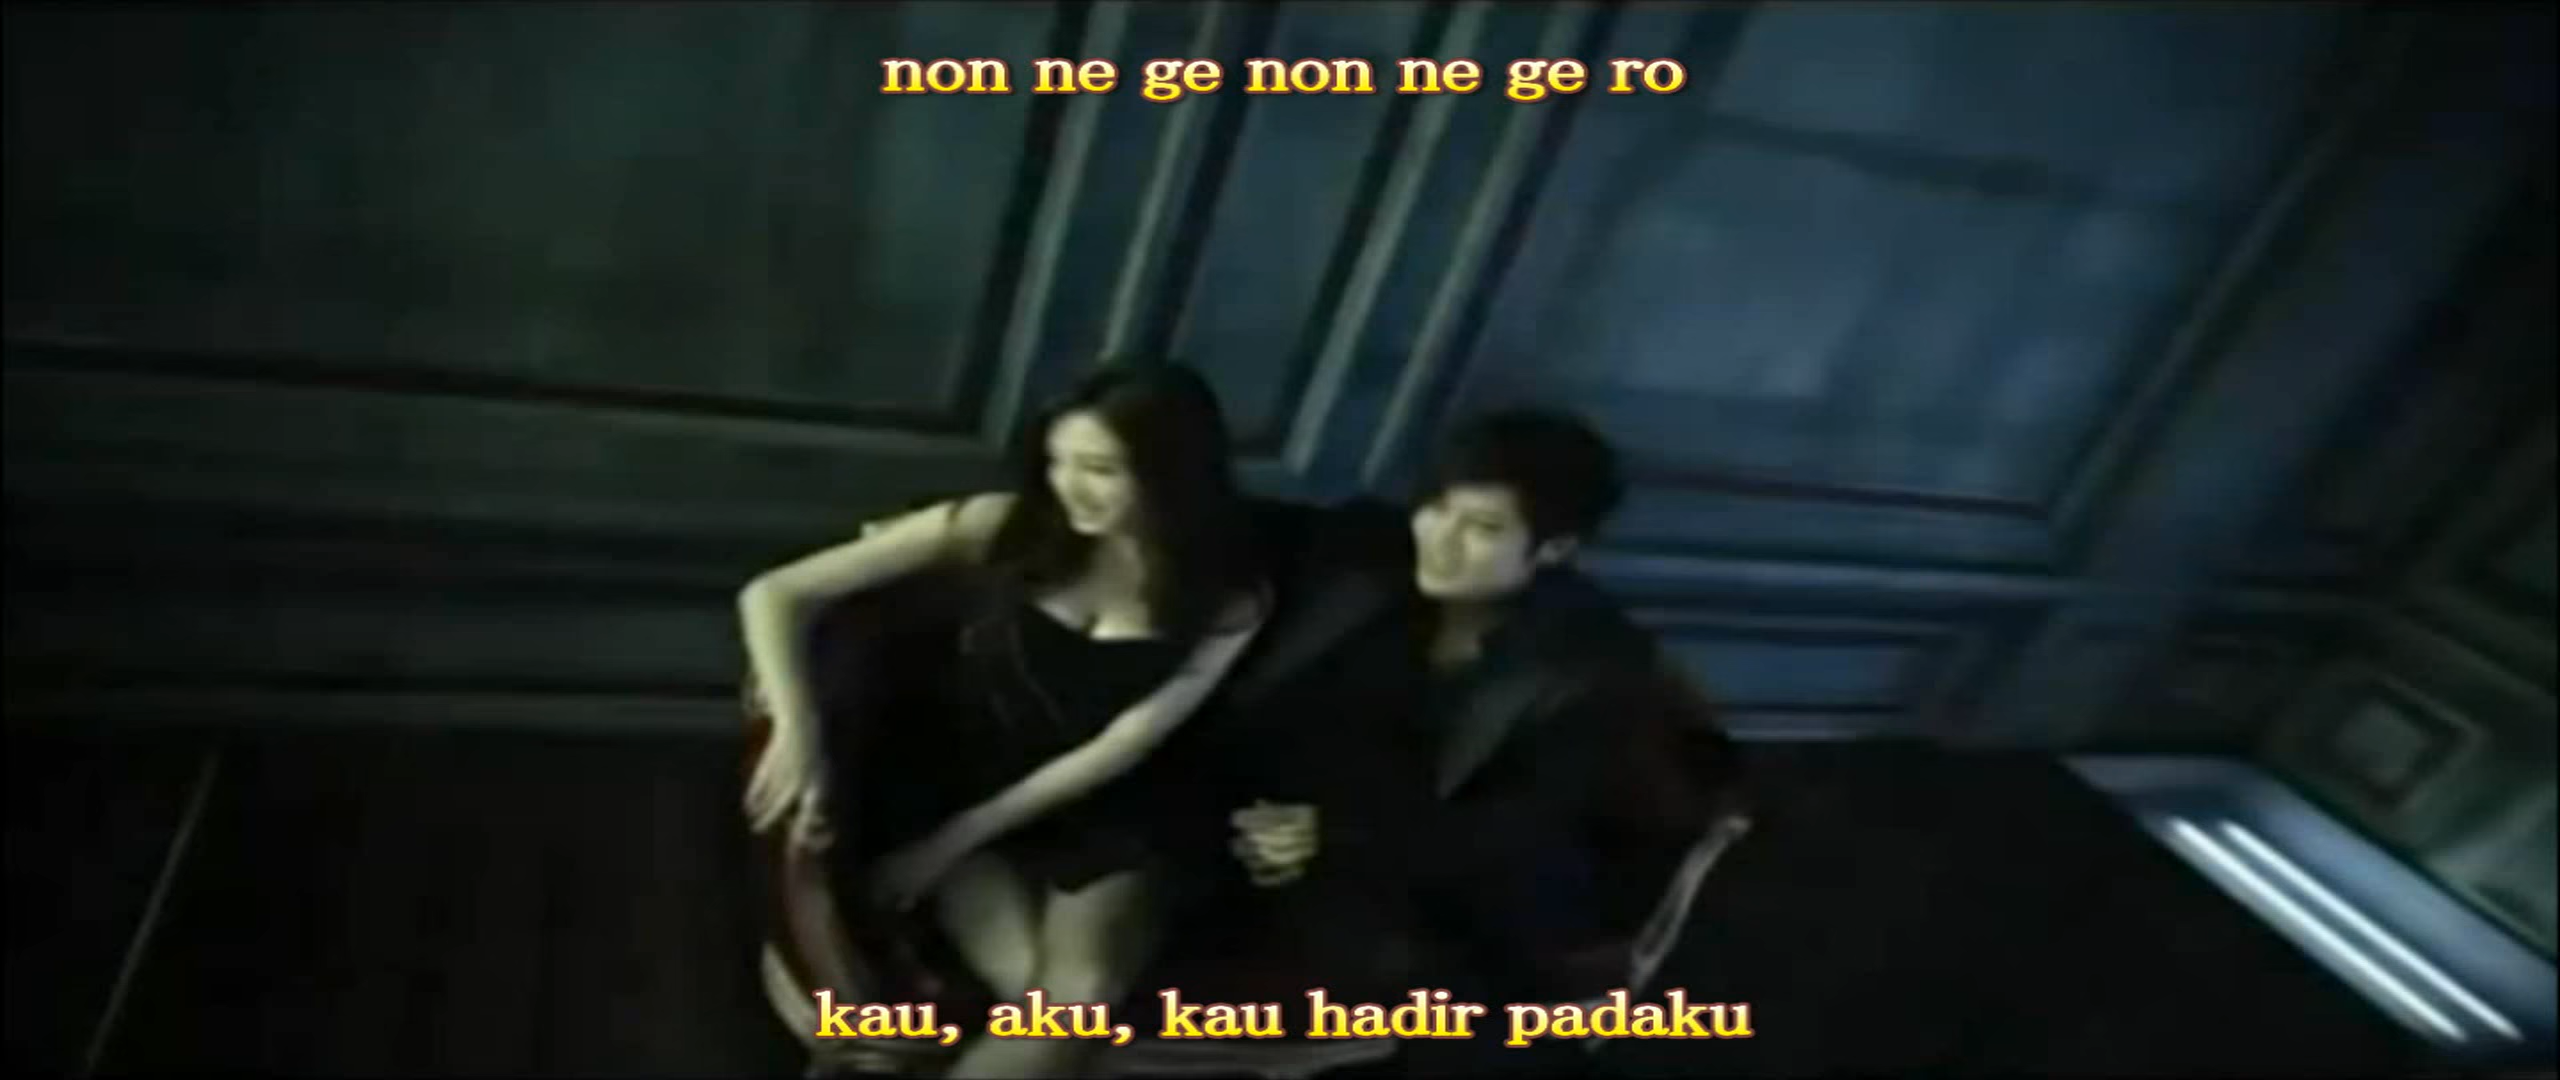 non ne ge non ne ge ro
kau, aku, kau hadir padaku